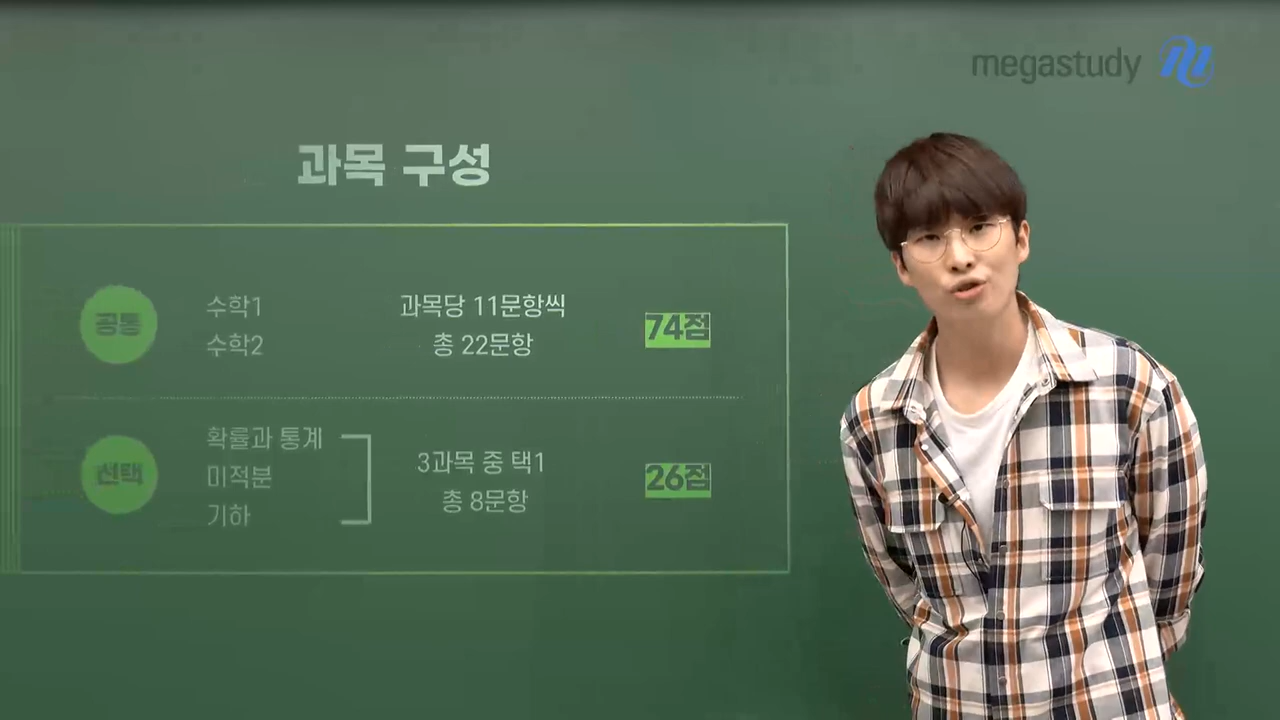 megastudy
과목 구성
공통
수학1
수학2
과목당 11문항씩
총 22문항
74점
선택
확률과 통계
미적분
기하
3과목 중 택1
총 8문항
26점